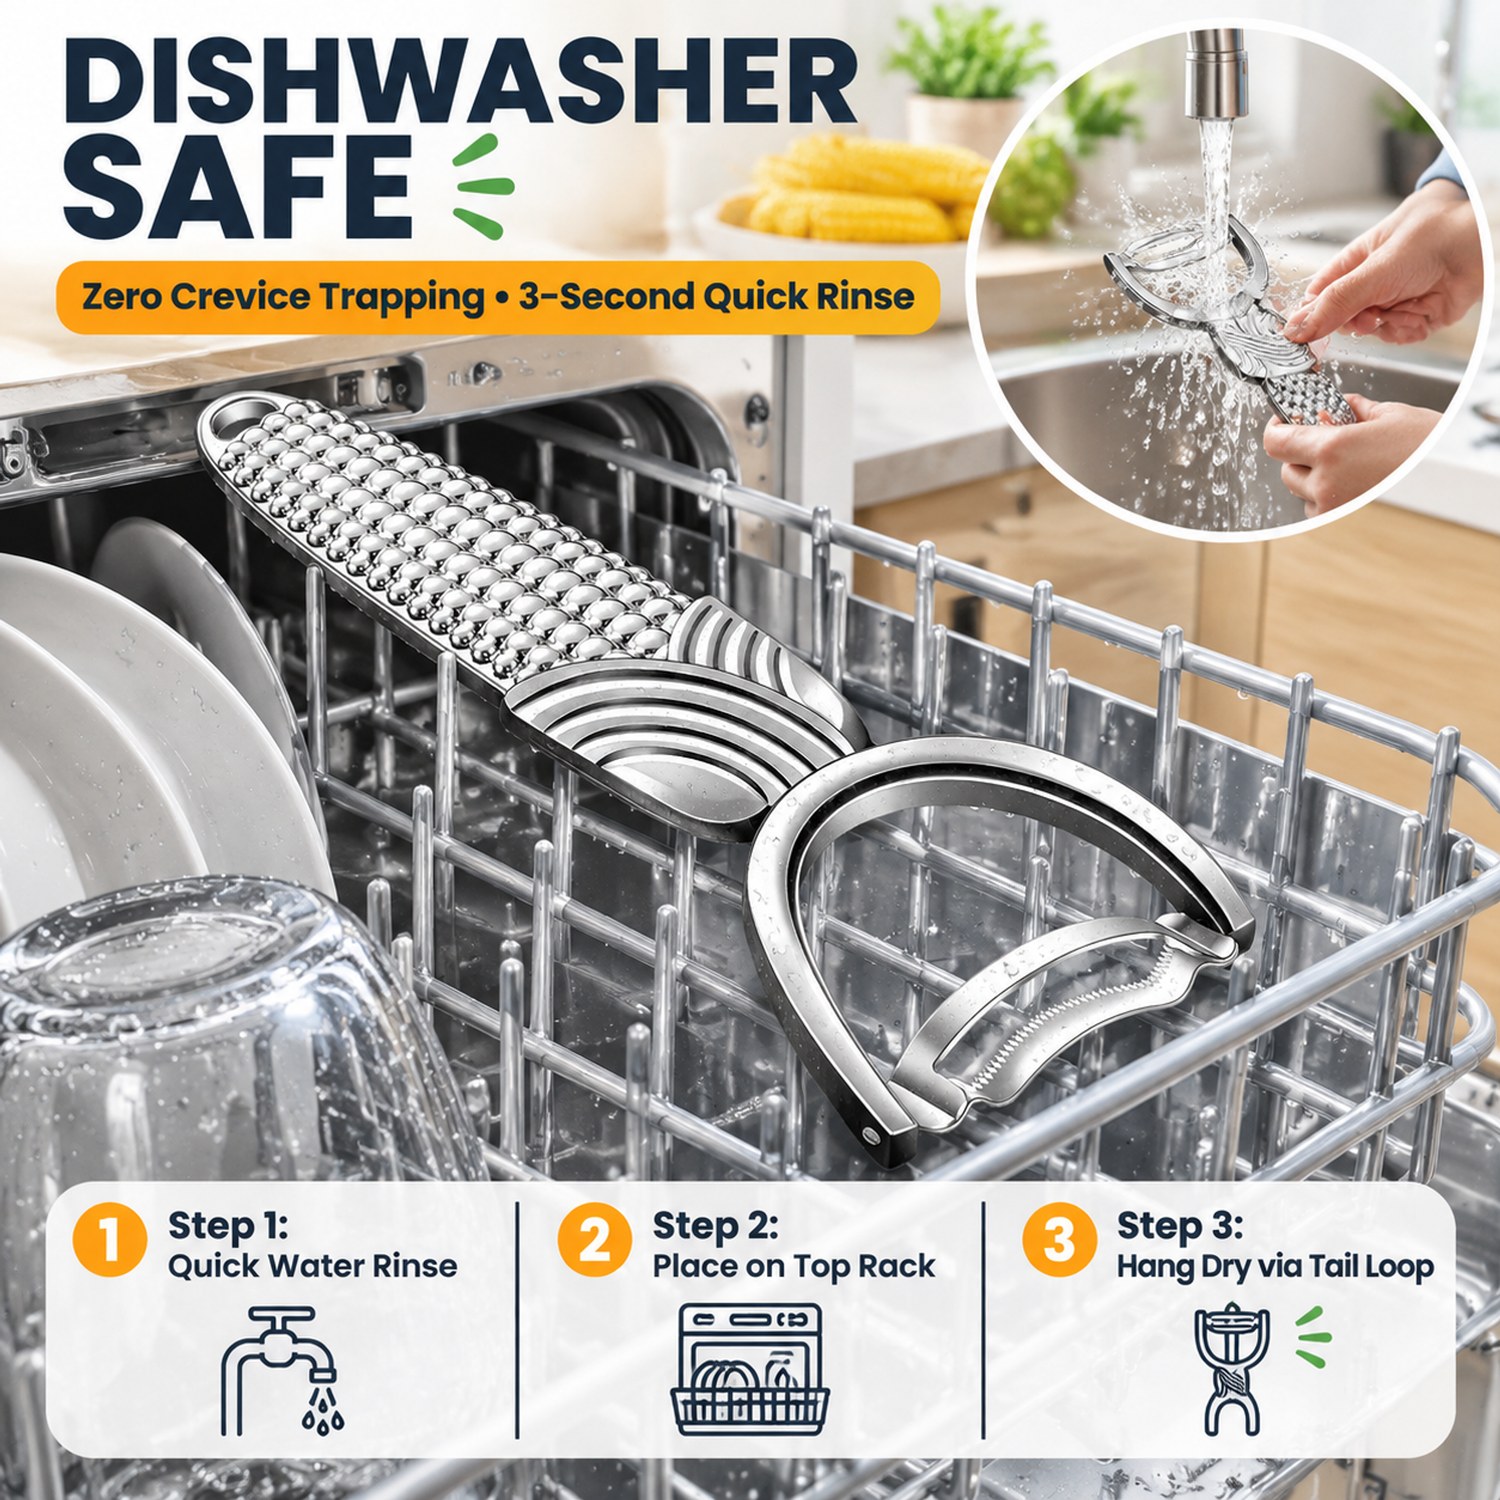 DISHWASHER
SAFE
Zero Crevice Trapping • 3-Second Quick Rinse
1
Step 1:
Quick Water Rinse
2
Step 2:
Place on Top Rack
3
Step 3:
Hang Dry via Tail Loop